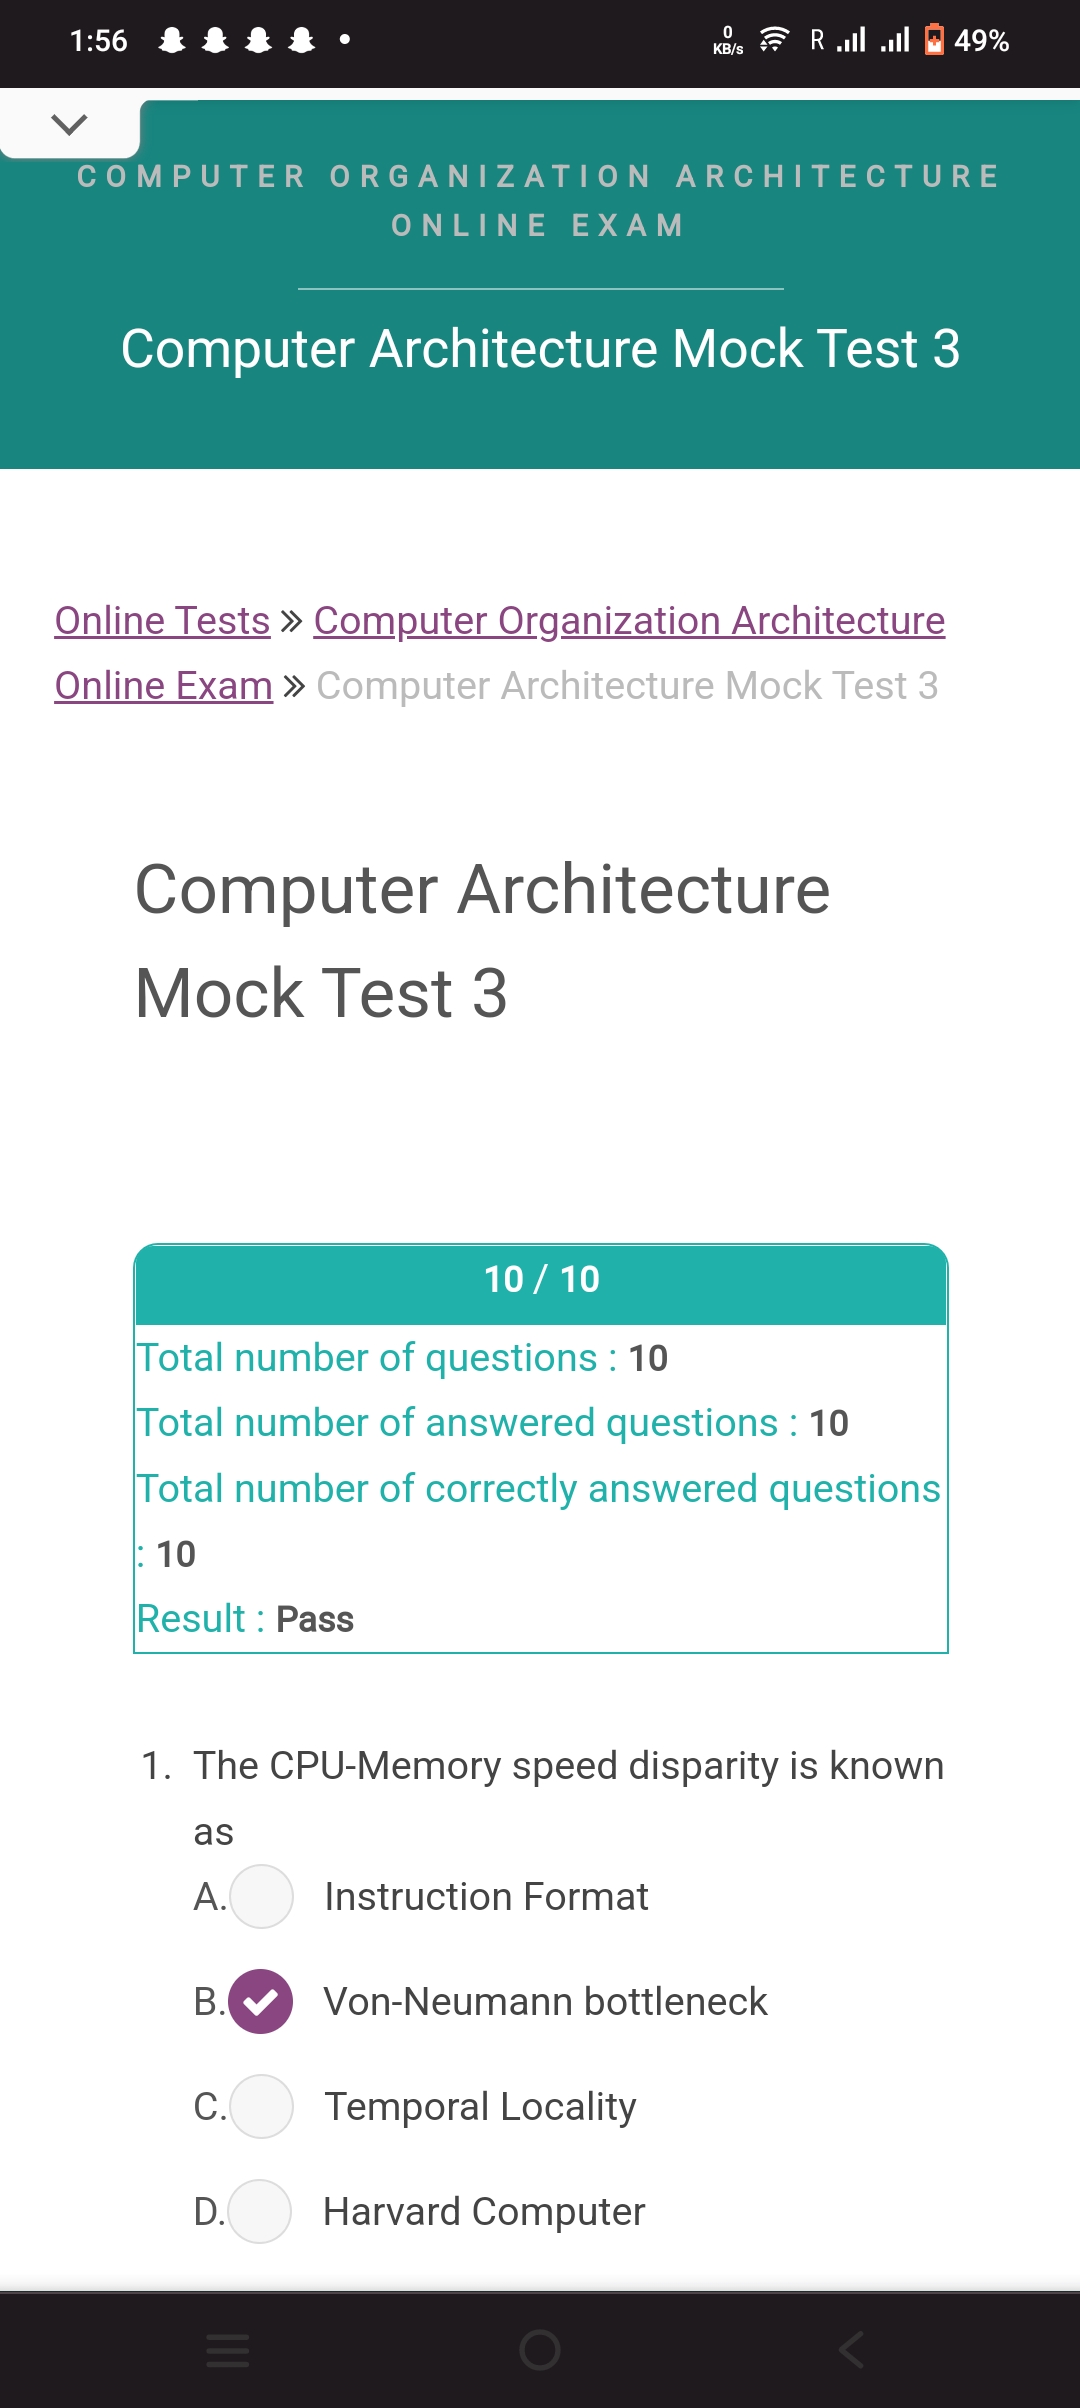 1:56
0
KB/s
R
49%
COMPUTER ORGANIZATION ARCHITECTURE
ONLINE EXAM
Computer Architecture Mock Test 3
Online Tests » Computer Organization Architecture
Online Exam » Computer Architecture Mock Test 3
Computer Architecture
Mock Test 3
10 / 10
Total number of questions : 10
Total number of answered questions : 10
Total number of correctly answered questions
: 10
Result : Pass
1. The CPU-Memory speed disparity is known
as
A. Instruction Format
B. Von-Neumann bottleneck
C. Temporal Locality
D. Harvard Computer